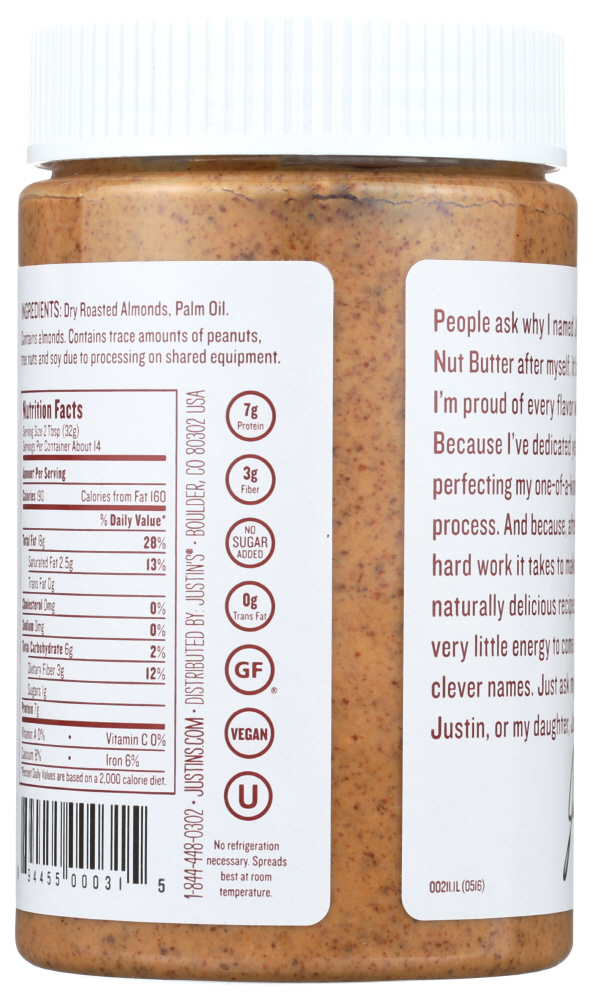 INGREDIENTS: Dry Roasted Almonds, Palm Oil.
Contains almonds. Contains trace amounts of peanuts,
tree nuts and soy due to processing on shared equipment.
Nutrition Facts
Serving Size 2 Tbsp (32g)
Servings Per Container About 14
Amount Per Serving
Calories 190 Calories from Fat 160
% Daily Value*
Total Fat 18g 28%
Saturated Fat 2.5g 13%
Trans Fat 0g
Cholesterol 0mg 0%
Sodium 0mg 0%
Total Carbohydrate 6g 2%
Dietary Fiber 3g 12%
Sugars 1g
Protein 7g
Vitamin A 0% • Vitamin C 0%
Calcium 8% • Iron 6%
*Percent Daily Values are based on a 2,000 calorie diet.
94455 00031 5
1-844-448-0302 • JUSTINS.COM • DISTRIBUTED BY: JUSTIN'S® • BOULDER, CO 80302 USA
7g
Protein
3g
Fiber
NO
SUGAR
ADDED
0g
Trans Fat
GF®
VEGAN
U
No refrigeration
necessary. Spreads
best at room
temperature.
People ask why I named
Nut Butter after myself.
I'm proud of every flavor
Because I've dedicated
perfecting my one-of-a-
process. And because,
hard work it takes to
naturally delicious
very little energy to
clever names. Just ask
Justin, or my daughter,
00211.1L (0516)